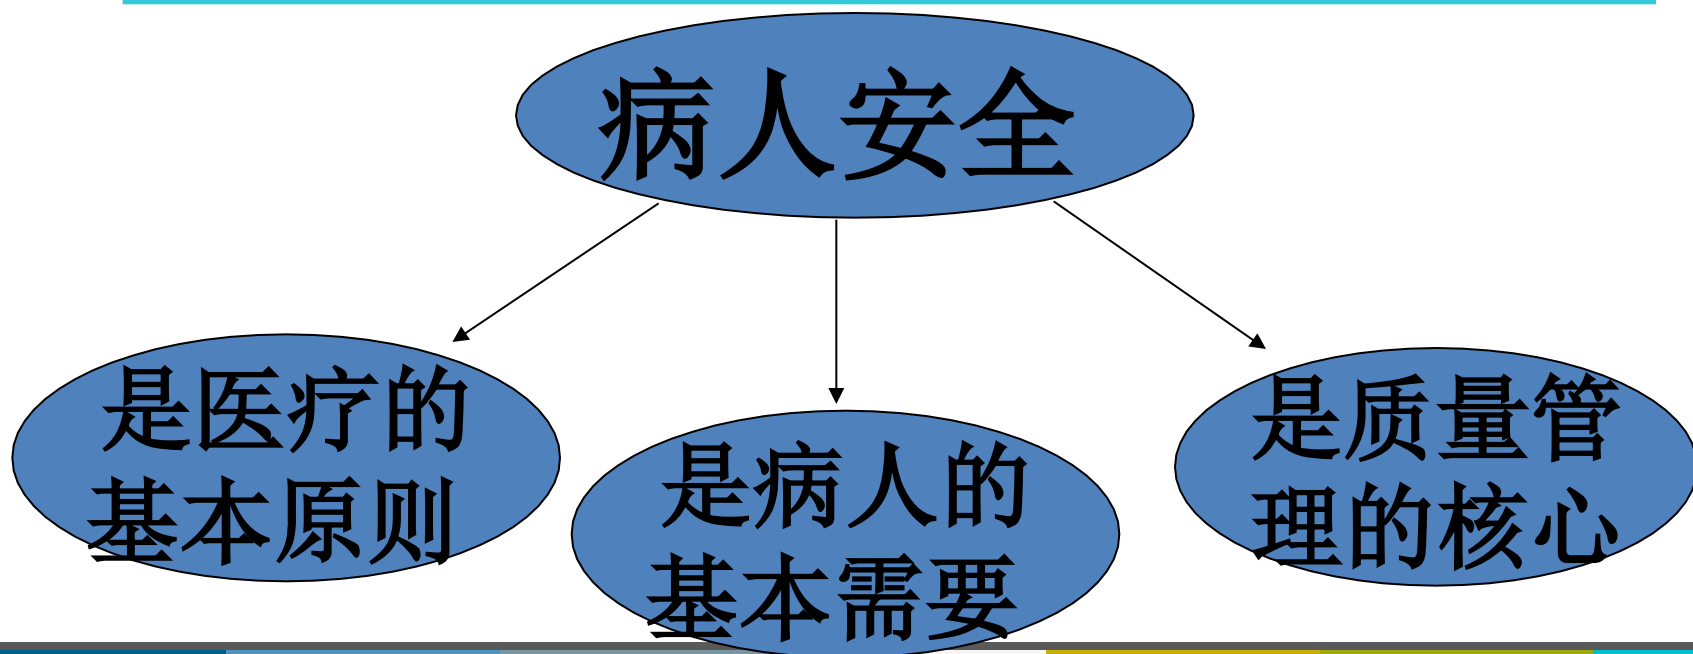 病人安全
是医疗的
基本原则
是病人的
基本需要
是质量管
理的核心